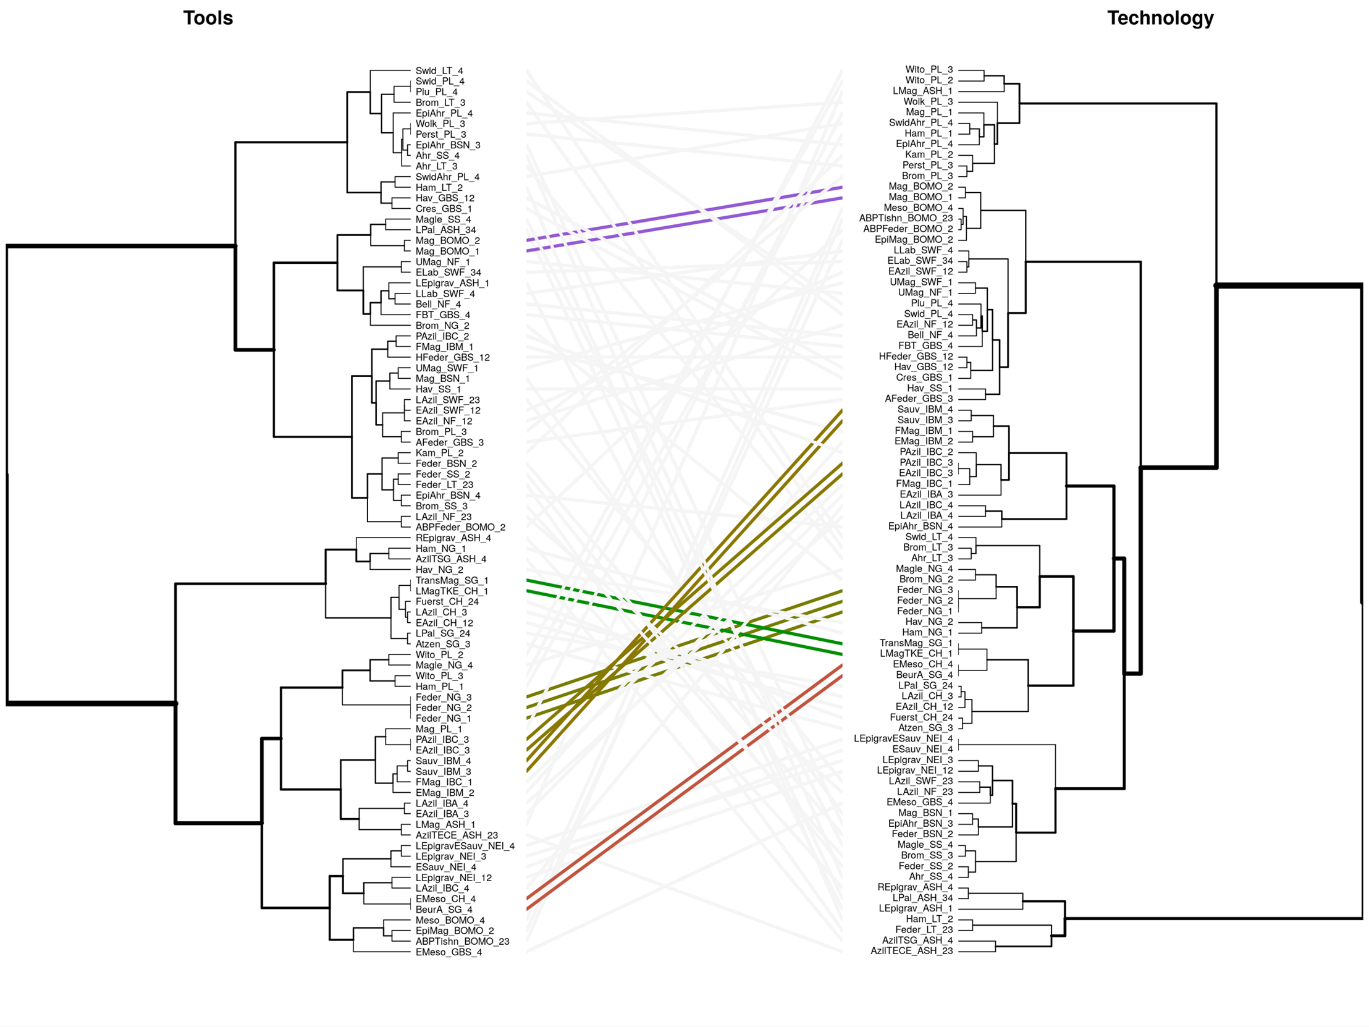 Tools
Technology
Swid_LT_4
Swid_PL_4
Plu_PL_4
Brom_LT_3
EpiAhr_PL_4
Wolk_PL_3
Perst_PL_3
EpiAhr_BSN_3
Ahr_SS_4
Ahr_LT_3
SwidAhr_PL_4
Ham_LT_2
Hav_GBS_12
Cres_GBS_1
Magle_SS_4
LPal_ASH_34
Mag_BOMO_2
Mag_BOMO_1
UMag_NF_1
ELab_SWF_34
LEpigrav_ASH_1
LLab_SWF_4
Bell_NF_4
FBT_GBS_4
Brom_NG_2
PAzil_IBC_2
FMag_IBM_1
HFeder_GBS_12
UMag_SWF_1
Mag_BSN_1
Hav_SS_1
LAzil_SWF_23
EAzil_SWF_12
EAzil_NF_12
Brom_PL_3
AFeder_GBS_3
Kam_PL_2
Feder_BSN_2
Feder_SS_2
Feder_LT_23
EpiAhr_BSN_4
Brom_SS_3
LAzil_NF_23
ABPFeder_BOMO_2
REpigrav_ASH_4
Ham_NG_1
AzilTSG_ASH_4
Hav_NG_2
TransMag_SG_1
LMagTKE_CH_1
Fuerst_CH_24
LAzil_CH_3
EAzil_CH_12
LPal_SG_24
Atzen_SG_3
Wito_PL_2
Magle_NG_4
Wito_PL_3
Ham_PL_1
Feder_NG_3
Feder_NG_2
Feder_NG_1
Mag_PL_1
PAzil_IBC_3
EAzil_IBC_3
Sauv_IBM_4
Sauv_IBM_3
FMag_IBC_1
EMag_IBM_2
LAzil_IBA_4
EAzil_IBA_3
LMag_ASH_1
AzilTECE_ASH_23
LEpigravESauv_NEI_4
LEpigrav_NEI_3
ESauv_NEI_4
LEpigrav_NEI_12
LAzil_IBC_4
EMeso_CH_4
BeurA_SG_4
Meso_BOMO_4
EpiMag_BOMO_2
ABPTishn_BOMO_23
EMeso_GBS_4
Wito_PL_3
Wito_PL_2
LMag_ASH_1
Wolk_PL_3
Mag_PL_1
SwidAhr_PL_4
Ham_PL_1
EpiAhr_PL_4
Kam_PL_2
Perst_PL_3
Brom_PL_3
Mag_BOMO_2
Mag_BOMO_1
Meso_BOMO_4
ABPTishn_BOMO_23
ABPFeder_BOMO_2
EpiMag_BOMO_2
LLab_SWF_4
ELab_SWF_34
EAzil_SWF_12
UMag_SWF_1
UMag_NF_1
Plu_PL_4
Swid_PL_4
EAzil_NF_12
Bell_NF_4
FBT_GBS_4
HFeder_GBS_12
Hav_GBS_12
Cres_GBS_1
Hav_SS_1
AFeder_GBS_3
Sauv_IBM_4
Sauv_IBM_3
FMag_IBM_1
EMag_IBM_2
PAzil_IBC_2
PAzil_IBC_3
EAzil_IBC_3
FMag_IBC_1
EAzil_IBA_3
LAzil_IBC_4
LAzil_IBA_4
EpiAhr_BSN_4
Swid_LT_4
Brom_LT_3
Ahr_LT_3
Magle_NG_4
Brom_NG_2
Feder_NG_3
Feder_NG_2
Feder_NG_1
Hav_NG_2
Ham_NG_1
TransMag_SG_1
LMagTKE_CH_1
EMeso_CH_4
BeurA_SG_4
LPal_SG_24
LAzil_CH_3
EAzil_CH_12
Fuerst_CH_24
Atzen_SG_3
LEpigravESauv_NEI_4
ESauv_NEI_4
LEpigrav_NEI_3
LEpigrav_NEI_12
LAzil_SWF_23
LAzil_NF_23
EMeso_GBS_4
Mag_BSN_1
EpiAhr_BSN_3
Feder_BSN_2
Magle_SS_4
Brom_SS_3
Feder_SS_2
Ahr_SS_4
REpigrav_ASH_4
LPal_ASH_34
LEpigrav_ASH_1
Ham_LT_2
Feder_LT_23
AzilTSG_ASH_4
AzilTECE_ASH_23